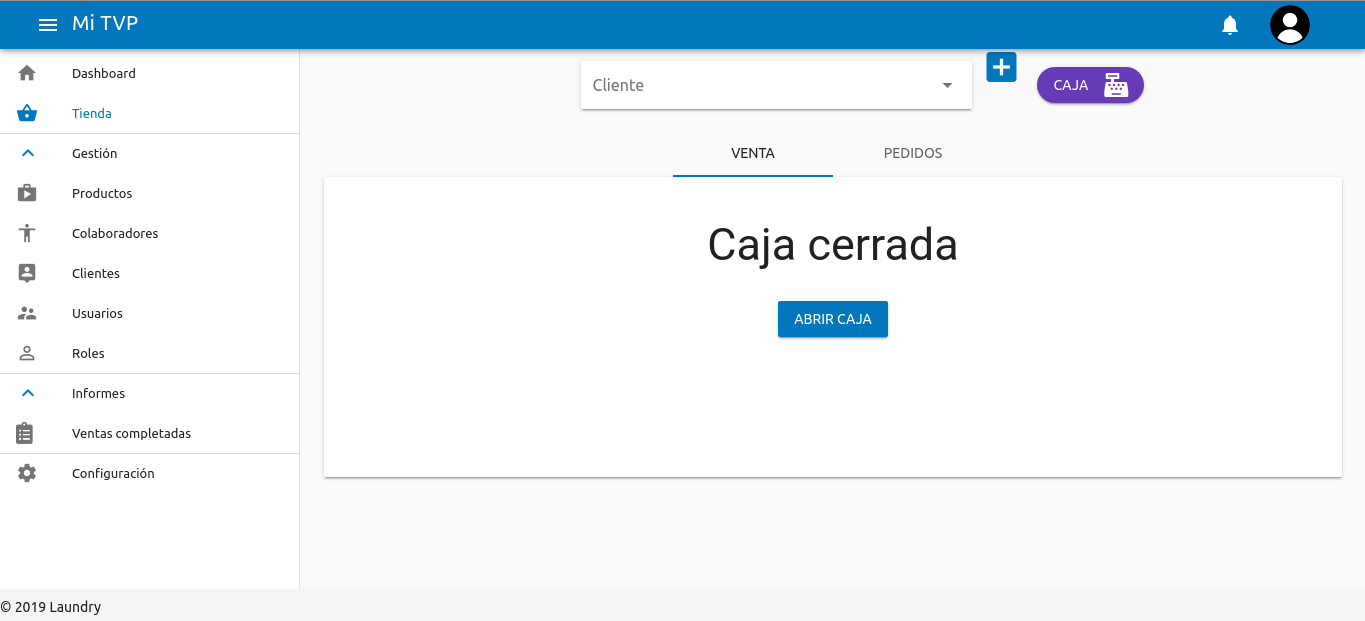 Mi TVP
Dashboard
Tienda
Gestión
Productos
Colaboradores
Clientes
Usuarios
Roles
Informes
Ventas completadas
Configuración
Cliente
CAJA
VENTA PEDIDOS
Caja cerrada
ABRIR CAJA
© 2019 Laundry